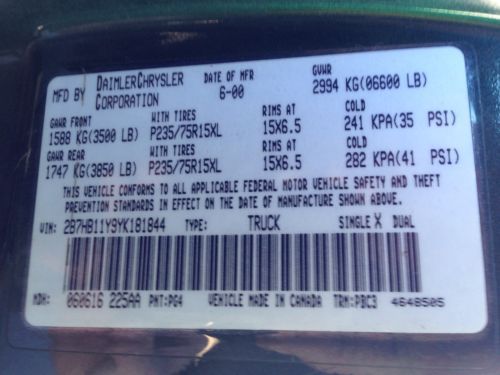 MFD BY DAIMLERCHRYSLER CORPORATION DATE OF MFR 6-00 GVWR 2994 KG(06600 LB)
GAWR FRONT WITH TIRES RIMS AT COLD
1588 KG(3500 LB) P235/75R15XL 15X6.5 241 KPA(35 PSI)
GAWR REAR WITH TIRES RIMS AT COLD
1747 KG(3850 LB) P235/75R15XL 15X6.5 282 KPA(41 PSI)
THIS VEHICLE CONFORMS TO ALL APPLICABLE FEDERAL MOTOR VEHICLE SAFETY AND THEFT
PREVENTION STANDARDS IN EFFECT ON THE DATE OF MANUFACTURE SHOWN ABOVE.
VIN: 2B7HB11Y9YK181844 TYPE: TRUCK SINGLE X DUAL
MDH: 060616 225AA PNT:PG4 VEHICLE MADE IN CANADA TRM:PBC3 4648505